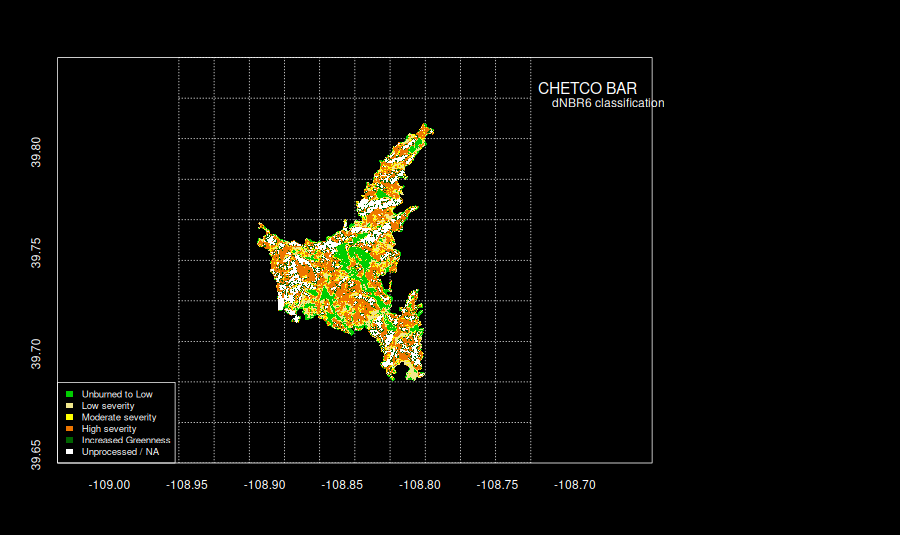 CHETCO BAR
dNBR6 classification
39.80
39.75
39.70
39.65
Unburned to Low
Low severity
Moderate severity
High severity
Increased Greenness
Unprocessed / NA
-109.00 -108.95 -108.90 -108.85 -108.80 -108.75 -108.70